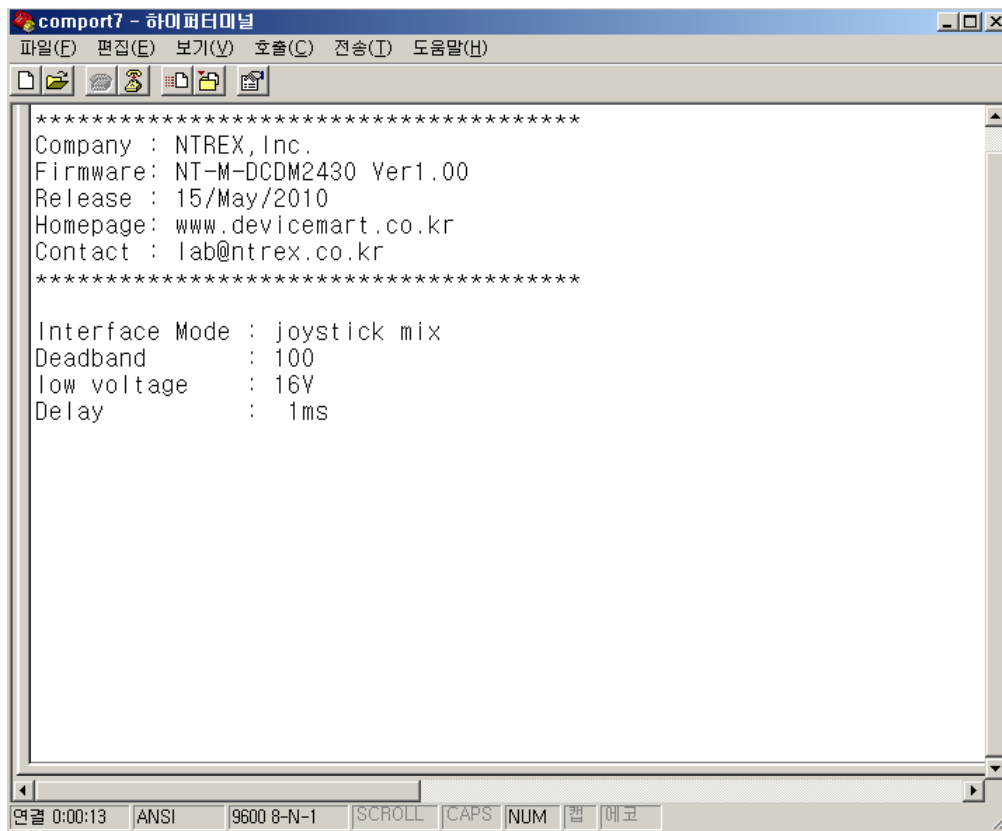 comport7 - 하이퍼터미널
파일(F) 편집(E) 보기(V) 호출(C) 전송(T) 도움말(H)
***************************************
Company : NTREX,Inc.
Firmware: NT-M-DCDM2430 Ver1.00
Release : 15/May/2010
Homepage: www.devicemart.co.kr
Contact : lab@ntrex.co.kr
***************************************
Interface Mode : joystick mix
Deadband : 100
low voltage : 16V
Delay : 1ms
연결 0:00:13 ANSI 9600 8-N-1 SCROLL CAPS NUM 캡 에코